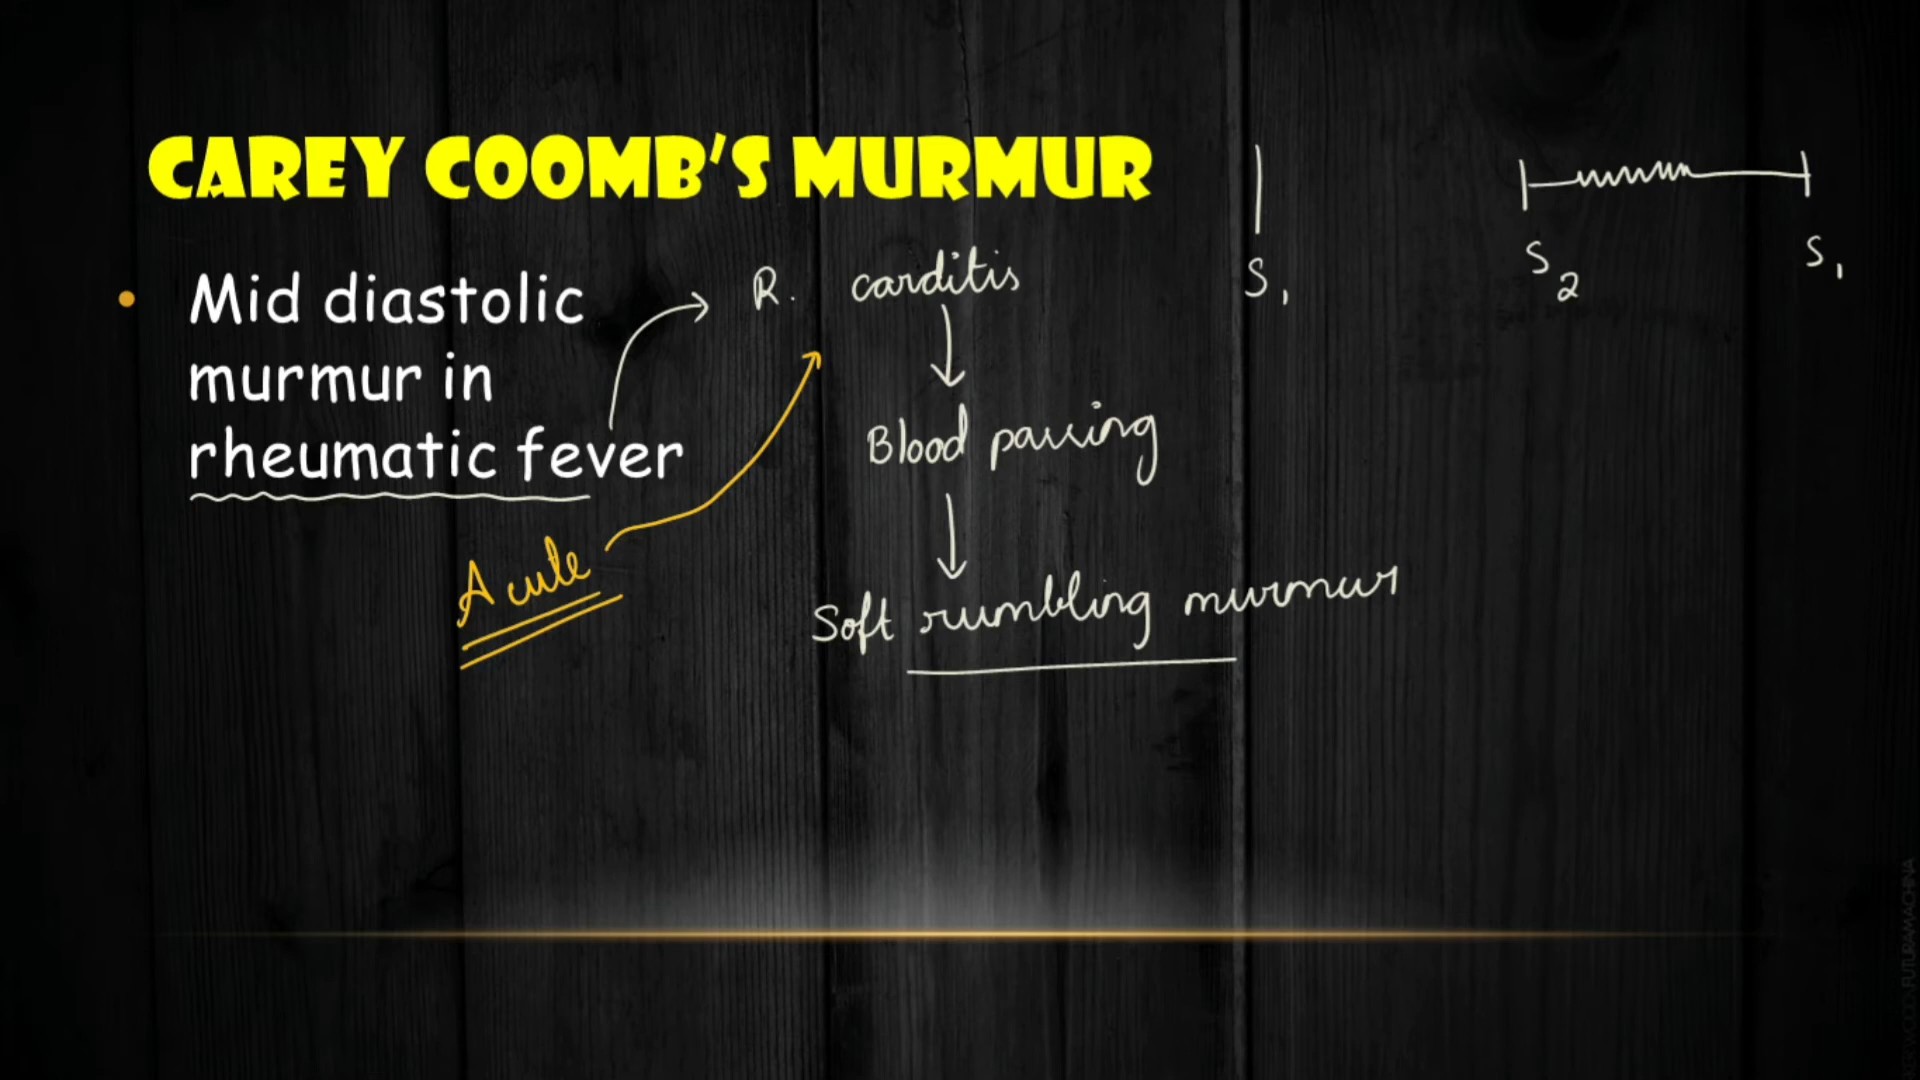 CAREY COOMB'S MURMUR
• Mid diastolic
murmur in
rheumatic fever
Acute
R. carditis
Blood passing
Soft rumbling murmur
S1
S2
S1